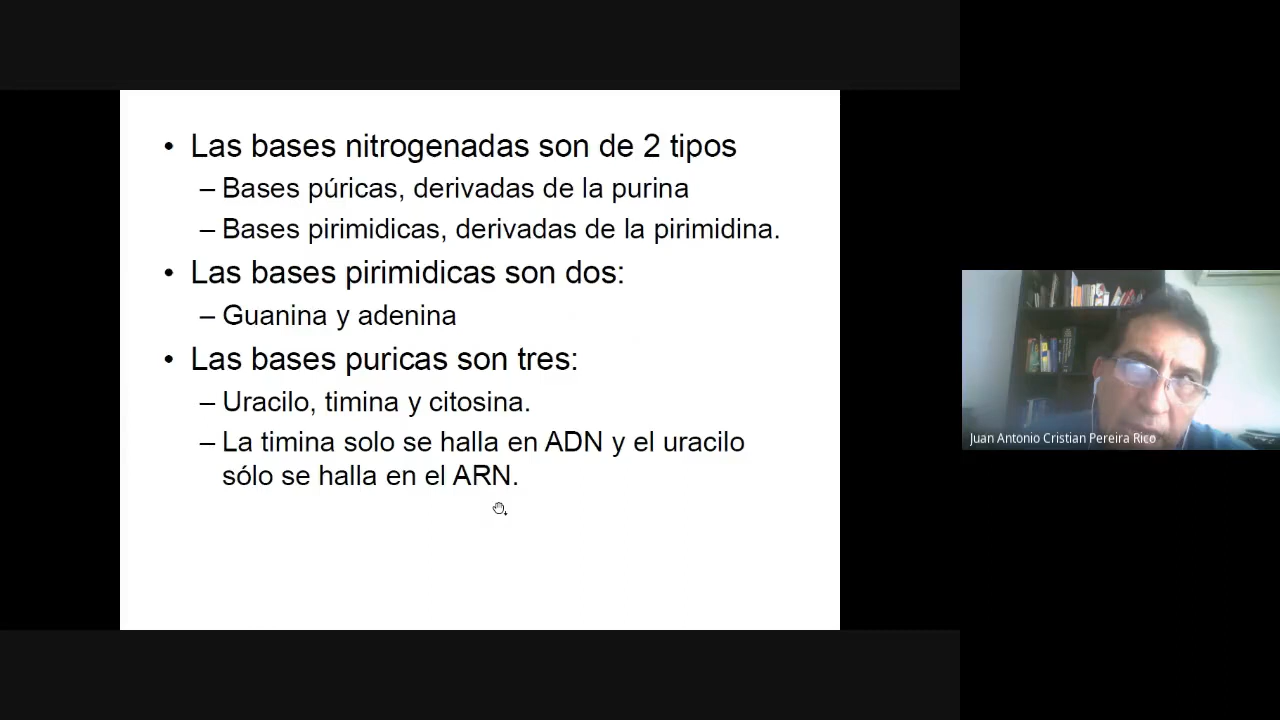 • Las bases nitrogenadas son de 2 tipos
– Bases púricas, derivadas de la purina
– Bases pirimidicas, derivadas de la pirimidina.
• Las bases pirimidicas son dos:
– Guanina y adenina
• Las bases puricas son tres:
– Uracilo, timina y citosina.
– La timina solo se halla en ADN y el uracilo
sólo se halla en el ARN.
Juan Antonio Cristian Pereira Rico